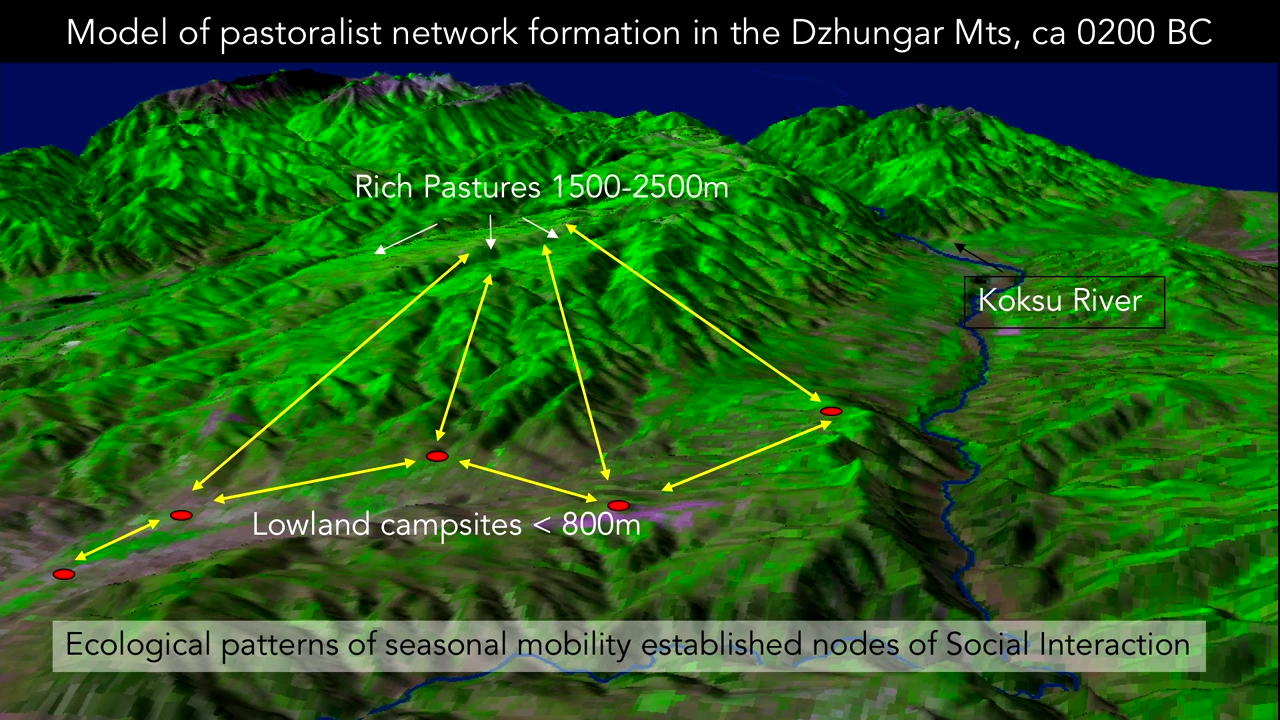 Model of pastoralist network formation in the Dzhungar Mts, ca 0200 BC
Rich Pastures 1500-2500m
Koksu River
Lowland campsites < 800m
Ecological patterns of seasonal mobility established nodes of Social Interaction